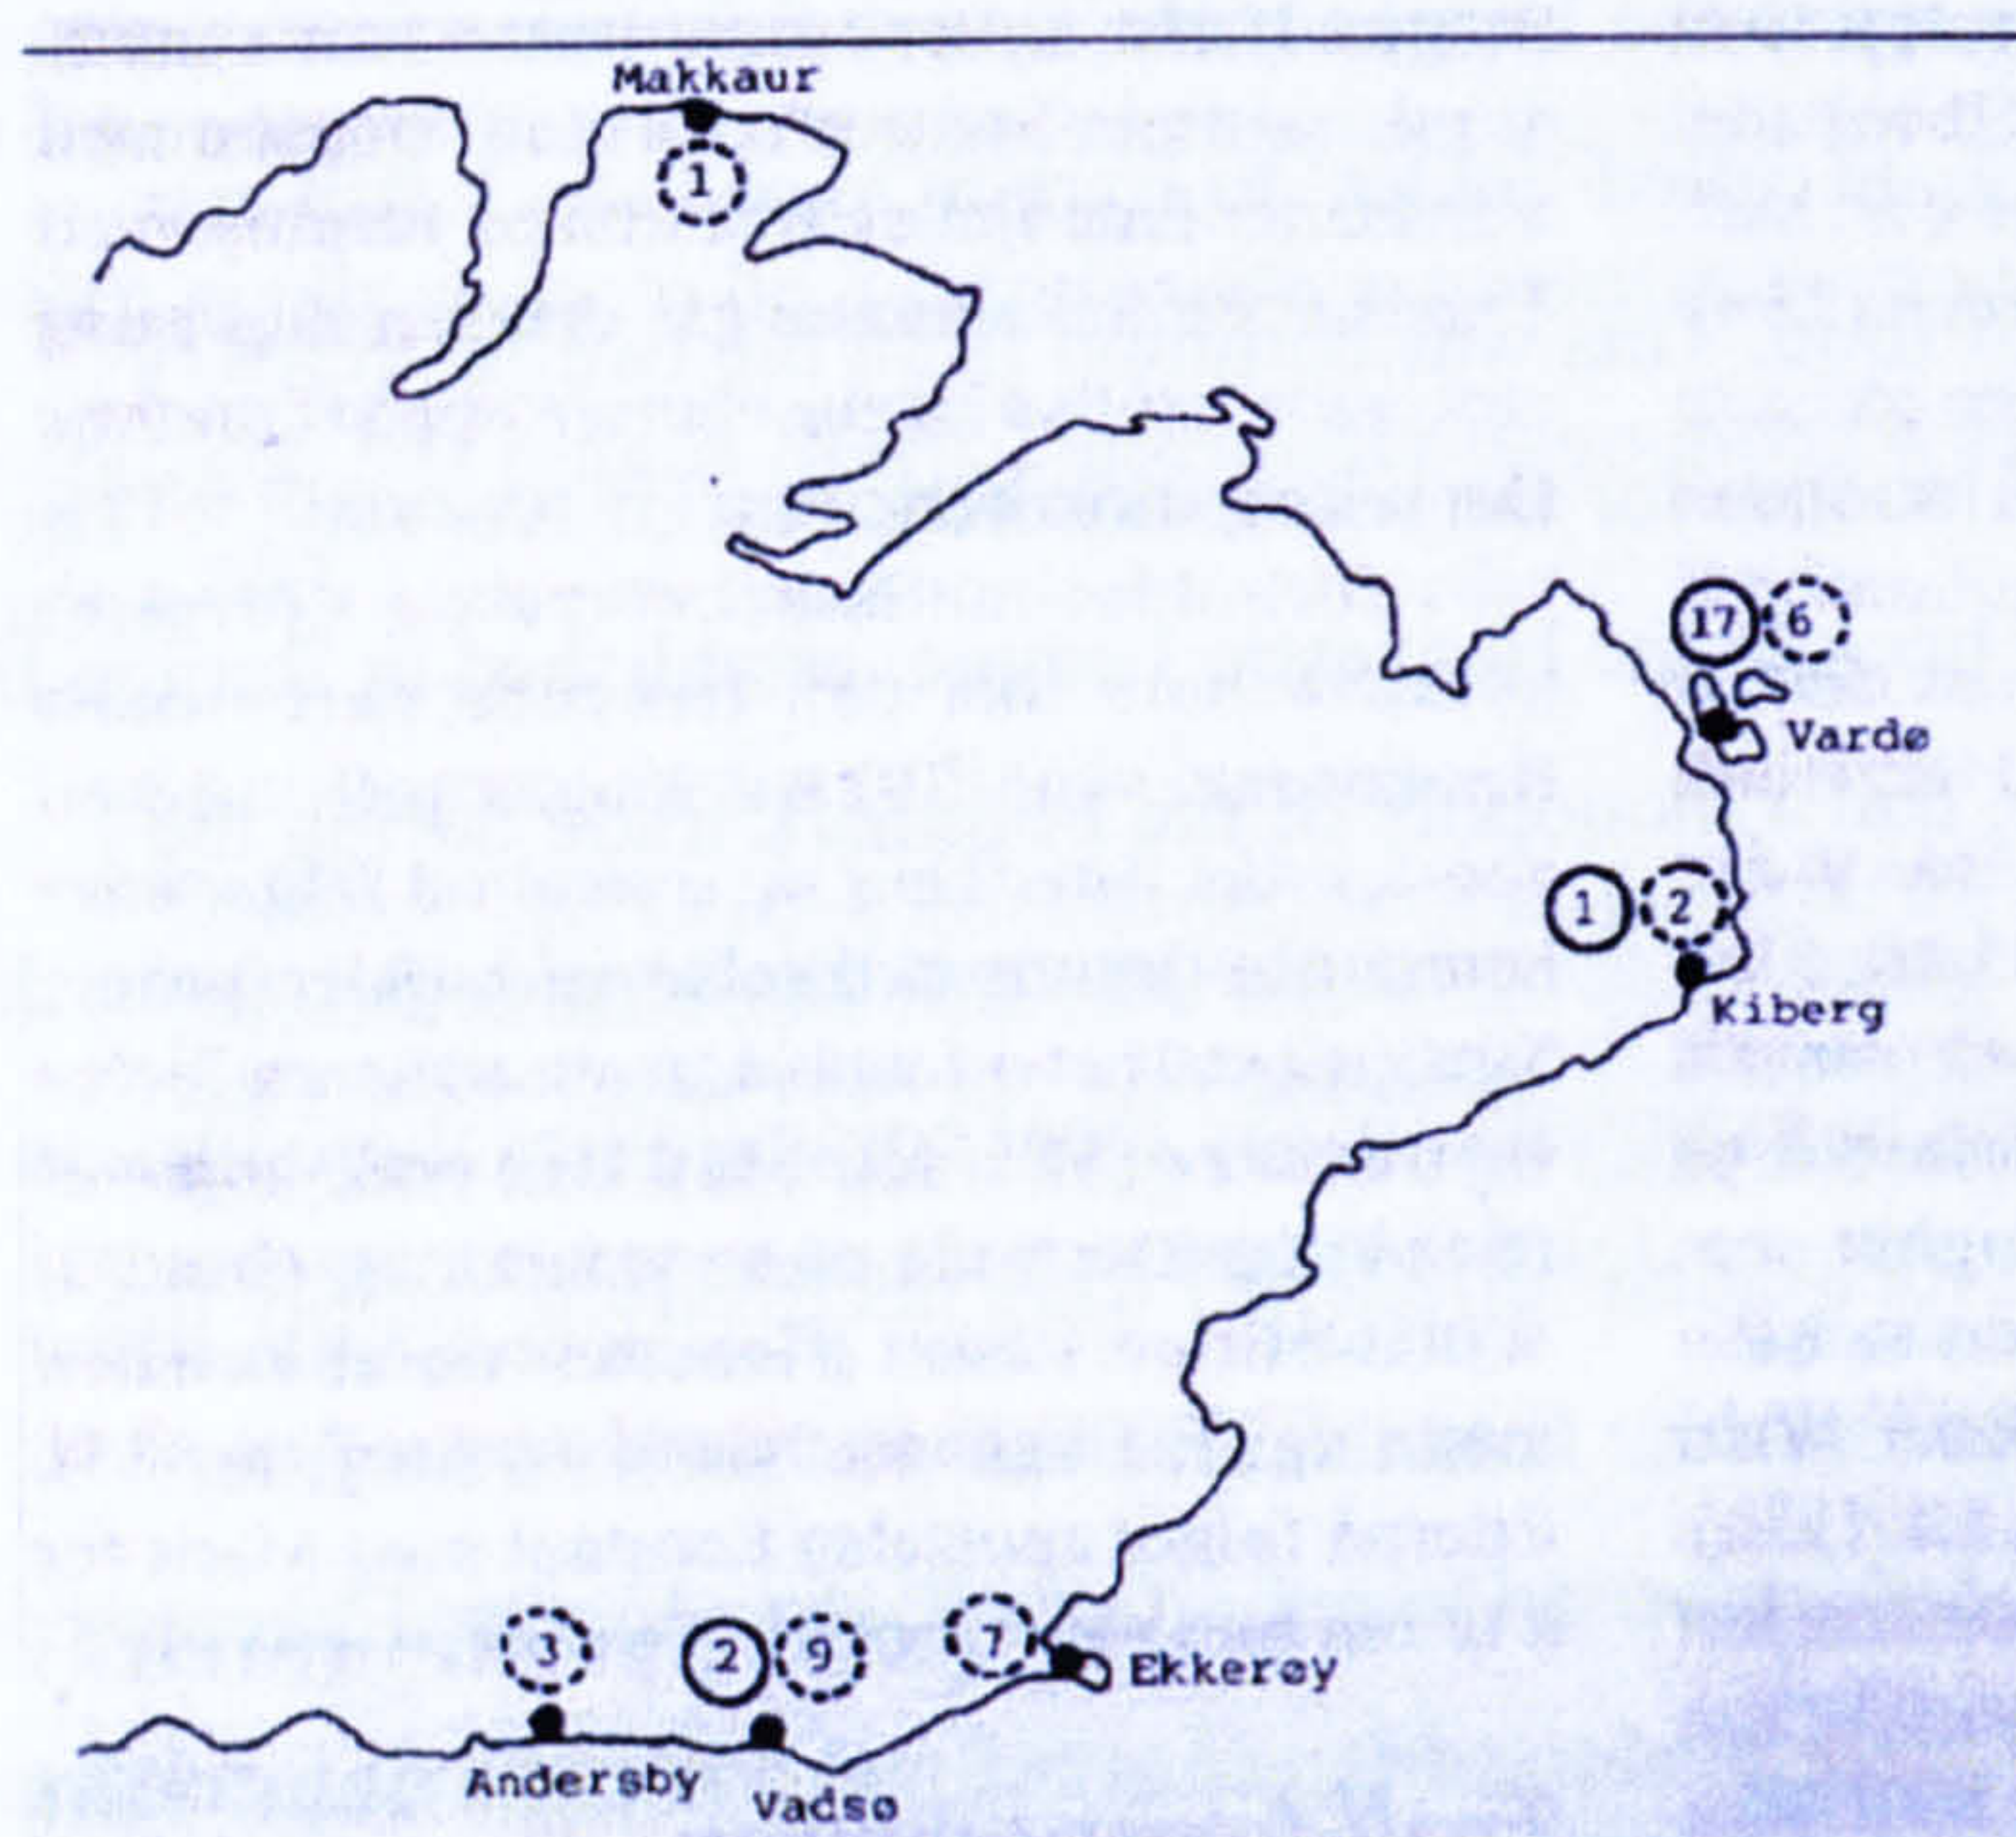 Makkaur
1
17 6
Vardø
1 2
Kiberg
3 2 9 7
Ekkerøy
Andersby
Vadsø